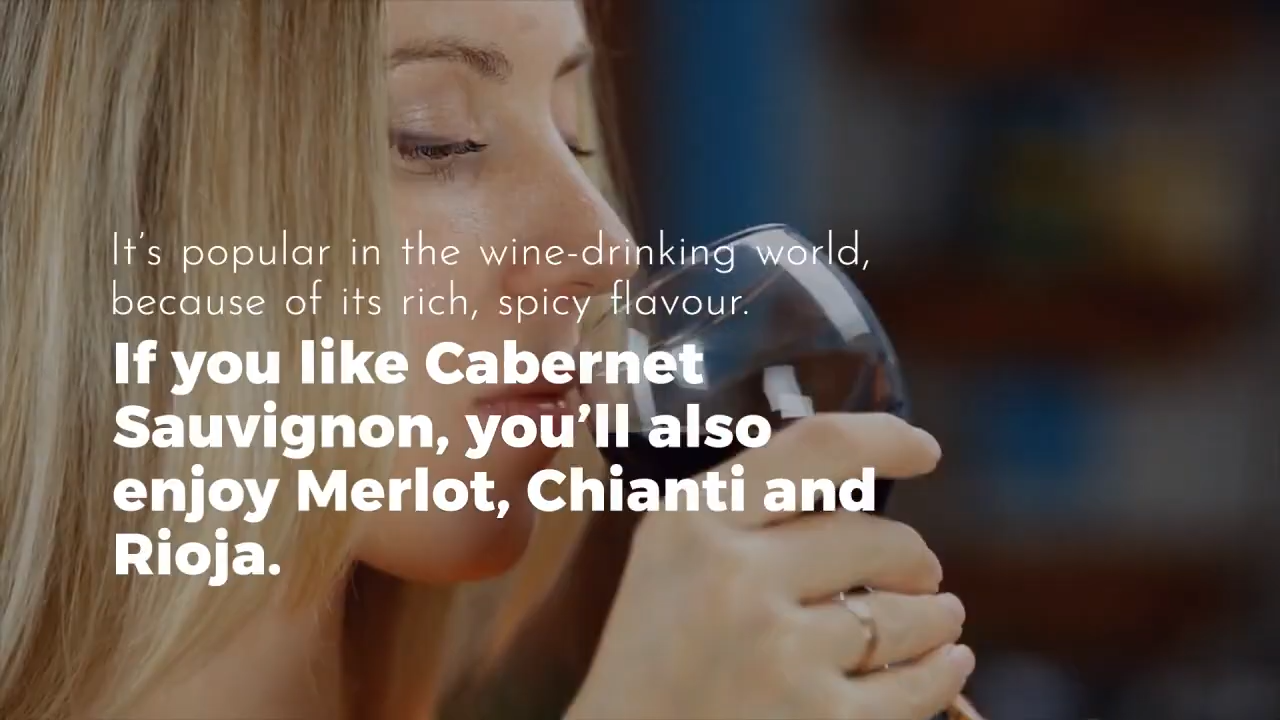 It’s popular in the wine-drinking world,
because of its rich, spicy flavour.
If you like Cabernet
Sauvignon, you’ll also
enjoy Merlot, Chianti and
Rioja.